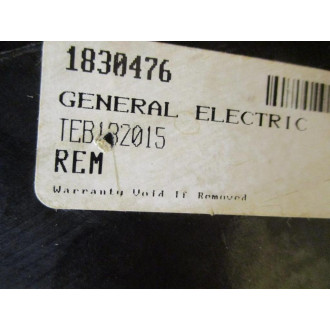 1830476
GENERAL ELECTRIC
TEB132015
REM
Warranty Void If Removed